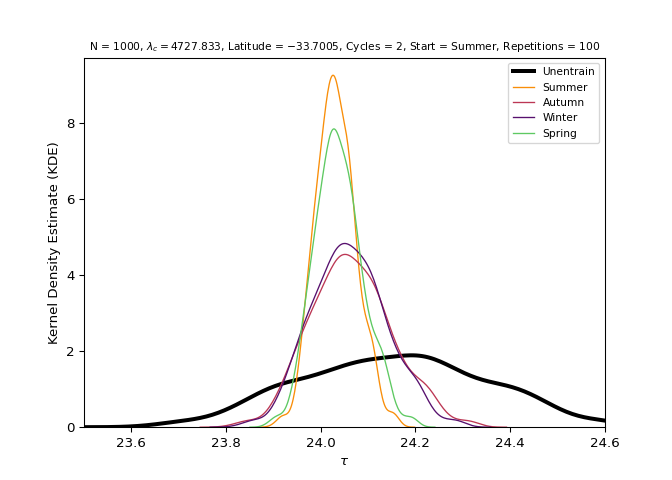 N = 1000, λc = 4727.833, Latitude = −33.7005, Cycles = 2, Start = Summer, Repetitions = 100
Kernel Density Estimate (KDE)
8
6
4
2
0
Unentrain
Summer
Autumn
Winter
Spring
23.6 23.8 24.0 24.2 24.4 24.6
τ